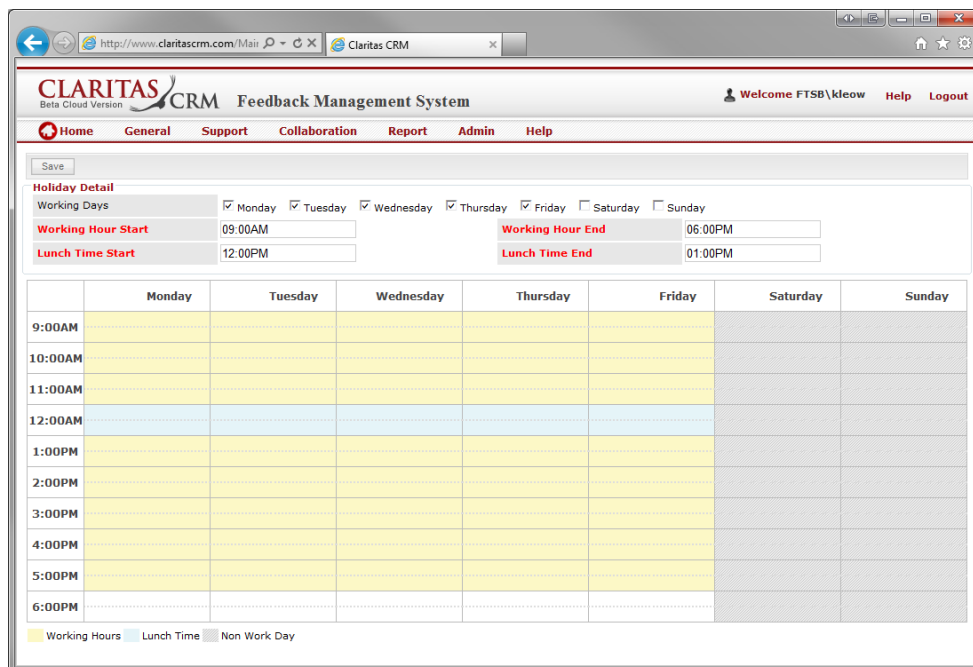 http://www.claritascrm.com/Mair
Claritas CRM
CLARITAS CRM
Beta Cloud Version
Feedback Management System
Welcome FTSB\kleow Help Logout
Home General Support Collaboration Report Admin Help
Save
Holiday Detail
Working Days Monday Tuesday Wednesday Thursday Friday Saturday Sunday
Working Hour Start 09:00AM Working Hour End 06:00PM
Lunch Time Start 12:00PM Lunch Time End 01:00PM
Monday Tuesday Wednesday Thursday Friday Saturday Sunday
9:00AM
10:00AM
11:00AM
12:00AM
1:00PM
2:00PM
3:00PM
4:00PM
5:00PM
6:00PM
Working Hours Lunch Time Non Work Day